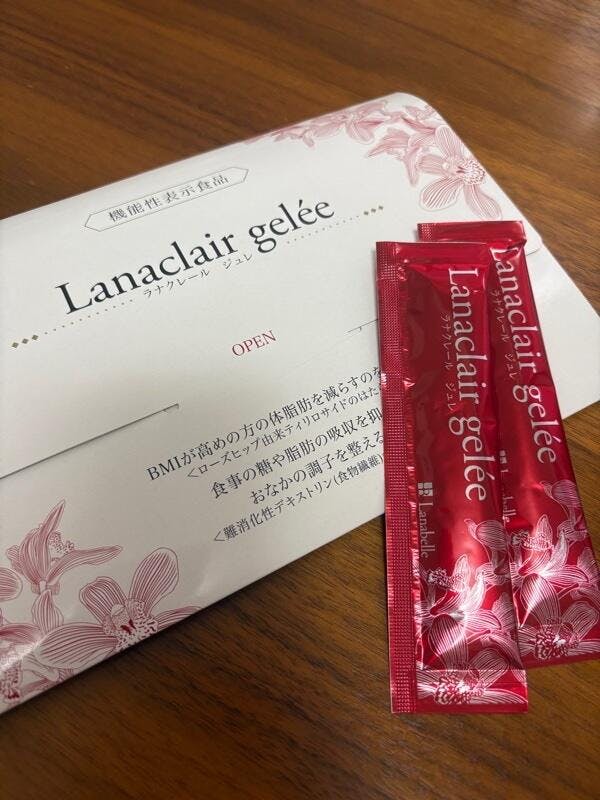 機能性表示食品
Lanaclair gelée
ラナクレール ジュレ
OPEN
BMIが高めの方の体脂肪を減らすのを
<ローズヒップ由来ティリロサイドのはた
食事の糖や脂肪の吸収を抑
おなかの調子を整える
<難消化性デキストリン(食物繊維)
Lanaclair gelée
ラナクレール ジュレ
Lanabelle
Lanaclair gelée
ラナクレール ジュレ
Lanabelle